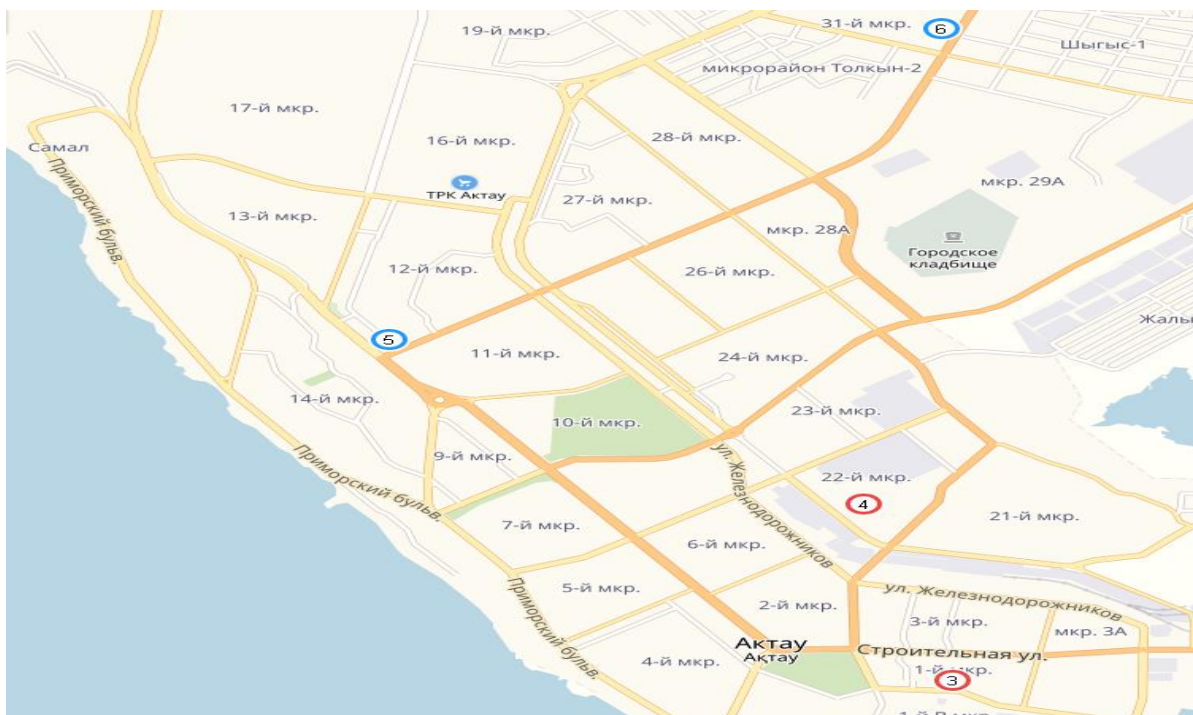 19-й мкр.
31-й мкр.
6
Шыгыс-1
микрорайон Толкын-2
17-й мкр.
16-й мкр.
28-й мкр.
Самал
ТРК Актау
мкр. 29А
27-й мкр.
13-й мкр.
мкр. 28А
Приморский бульв.
Городское
кладбище
12-й мкр.
26-й мкр.
Жалы
5
11-й мкр.
24-й мкр.
14-й мкр.
23-й мкр.
10-й мкр.
9-й мкр.
ул. Железнодорожников
22-й мкр.
Приморский бульв.
4
7-й мкр.
21-й мкр.
6-й мкр.
5-й мкр.
ул. Железнодорожников
2-й мкр.
Приморский бульв.
3-й мкр.
мкр. 3А
Актау
Ақтау
Строительная ул.
4-й мкр.
1-й мкр.
3